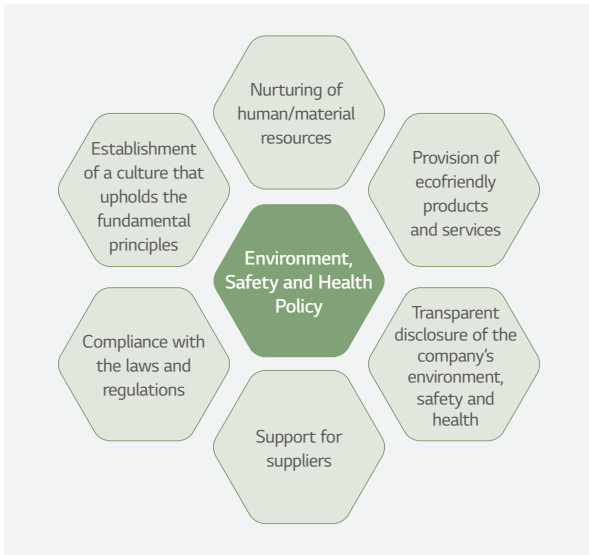 Nurturing of
human/material
resources
Establishment
of a culture that
upholds the
fundamental
principles
Provision of
ecofriendly
products
and services
Environment,
Safety and Health
Policy
Compliance with
the laws and
regulations
Transparent
disclosure of the
company's
environment,
safety and
health
Support for
suppliers